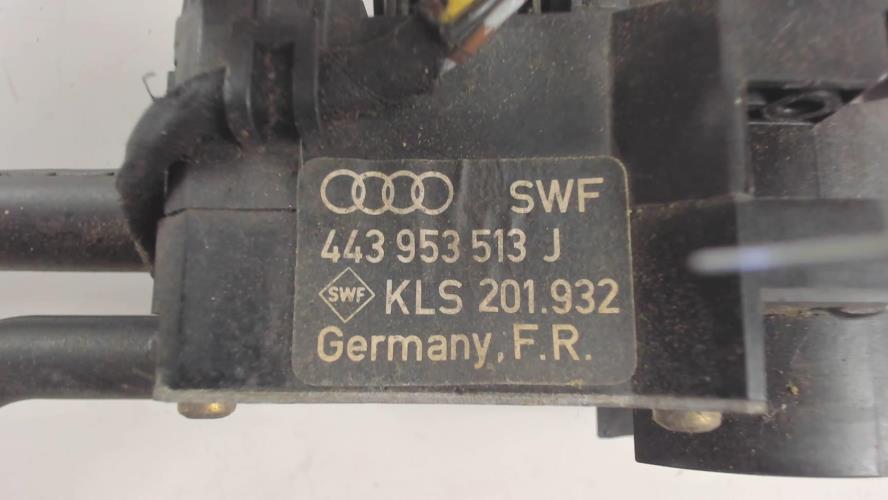 SWF
443 953 513 J
SWF KLS 201.932
Germany, F.R.